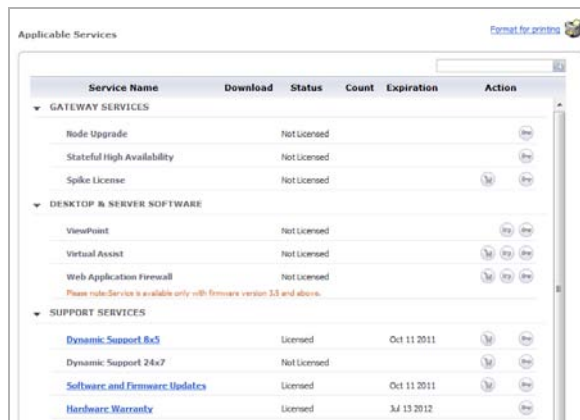 Applicable Services
Format for printing
Service Name Download Status Count Expiration Action
GATEWAY SERVICES
Node Upgrade Not Licensed
Stateful High Availability Not Licensed
Spike License Not Licensed
DESKTOP & SERVER SOFTWARE
ViewPoint Not Licensed
Virtual Assist Not Licensed
Web Application Firewall Not Licensed
Please note:Service is available only with firmware version 3.5 and above.
SUPPORT SERVICES
Dynamic Support 8x5 Licensed Oct 11 2011
Dynamic Support 24x7 Not Licensed
Software and Firmware Updates Licensed Oct 11 2011
Hardware Warranty Licensed Jul 13 2012